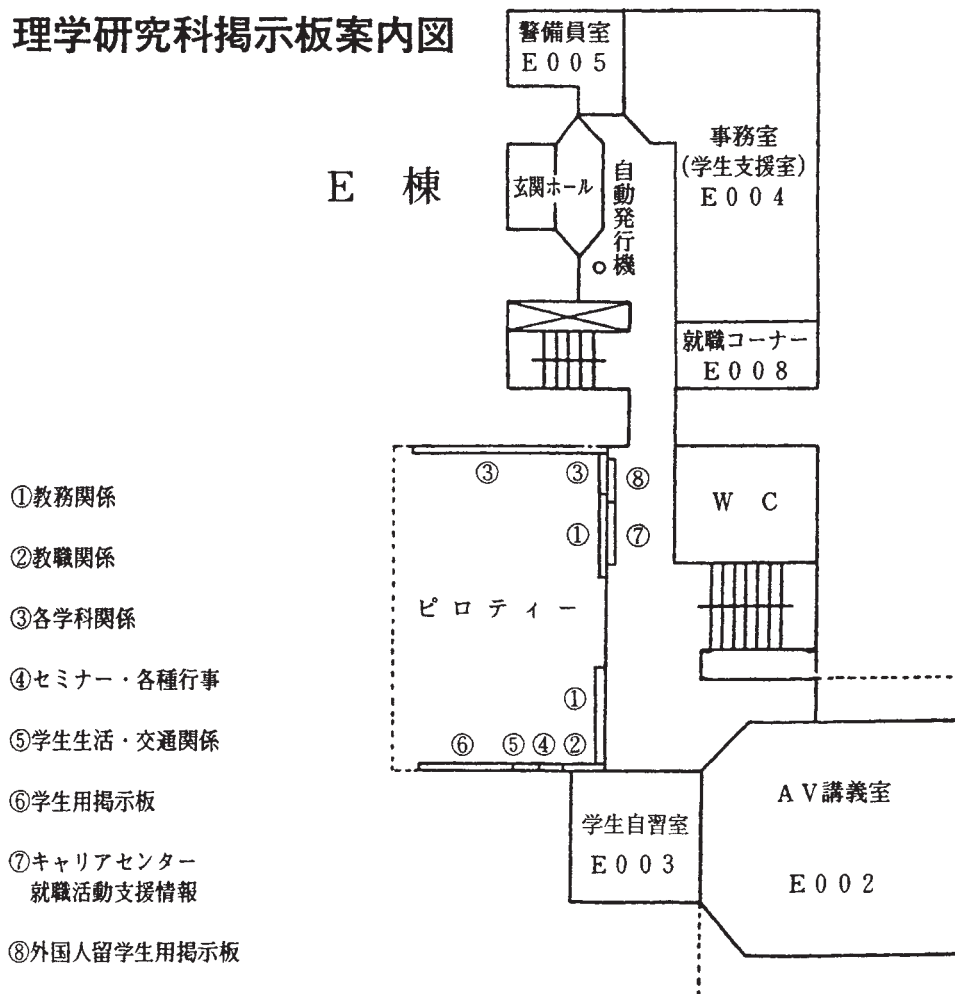 理学研究科掲示板案内図
警備員室
E005
事務室
(学生支援室)
E004
E 棟
玄関ホール
自動発行機
就職コーナー
E008
③
③
⑧
①
⑦
WC
ピロティー
①
⑥
⑤
④
②
学生自習室
E003
AV講義室
E002
①教務関係
②教職関係
③各学科関係
④セミナー・各種行事
⑤学生生活・交通関係
⑥学生用掲示板
⑦キャリアセンター
就職活動支援情報
⑧外国人留学生用掲示板